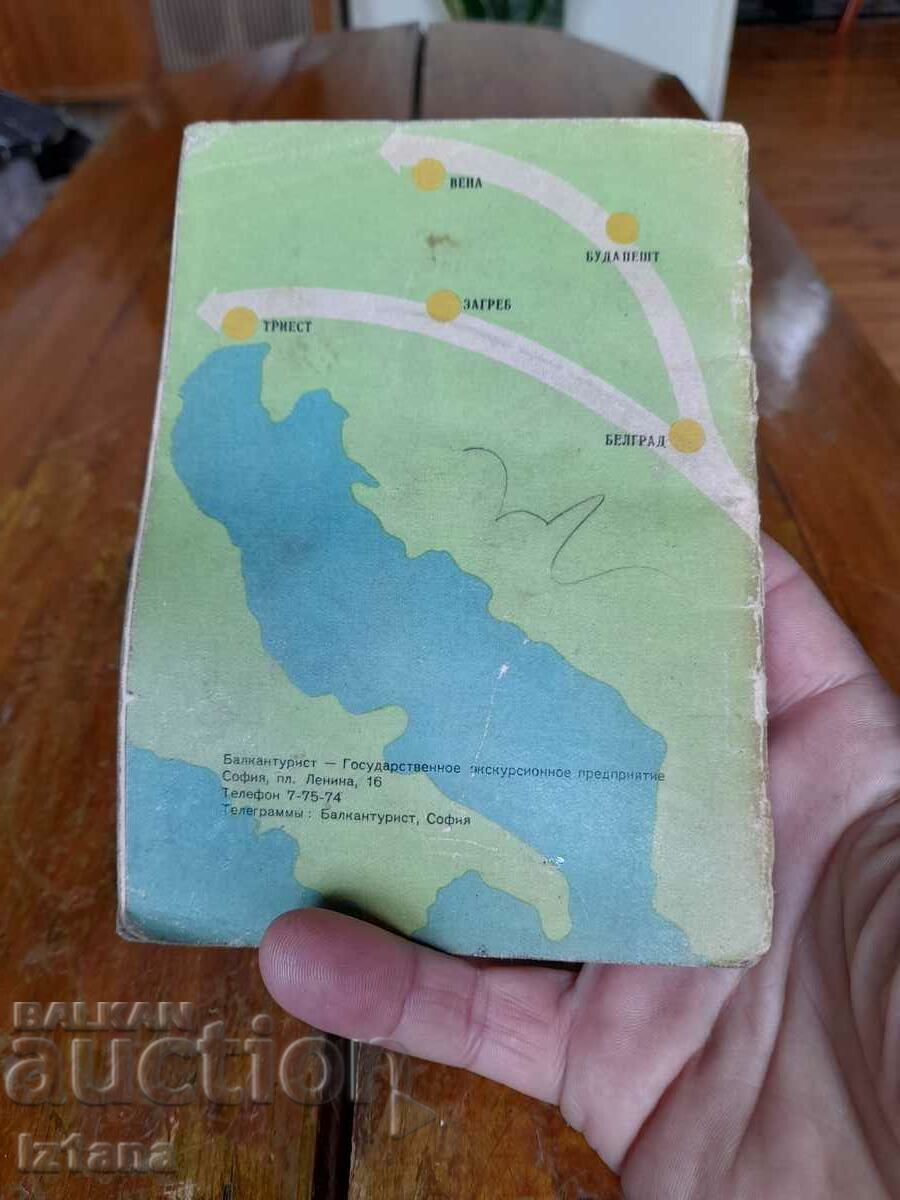 ВЕНА
БУДАПЕШТ
ЗАГРЕБ
ТРИЕСТ
БЕЛГРАД
Балкантурист — Государственное экскурсионное предприятие
София, пл. Ленина, 16
Телефон 7-75-74
Телеграммы: Балкантурист, София
BALKAN
auction
iztana